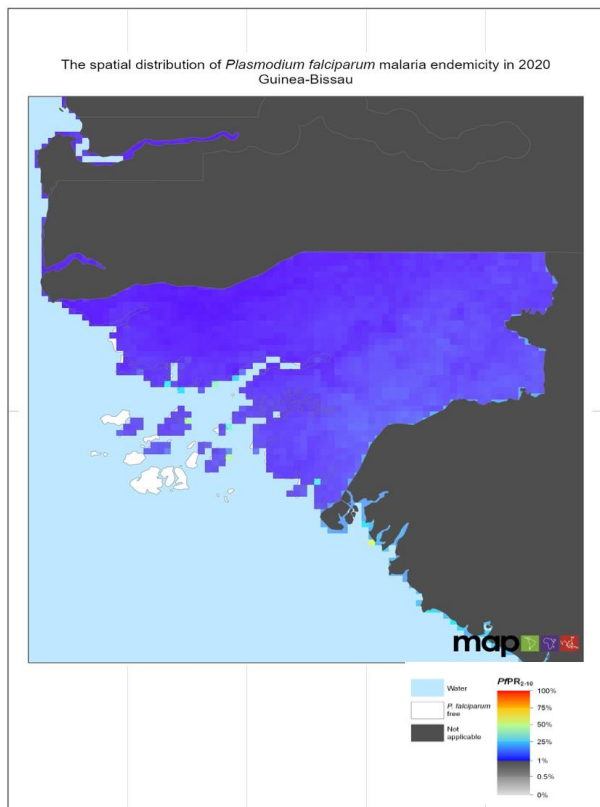 The spatial distribution of Plasmodium falciparum malaria endemicity in 2020
Guinea-Bissau
map
Water
P. falciparum
free
Not
applicable
PfPR2-10
100%
75%
50%
25%
1%
0.5%
0%